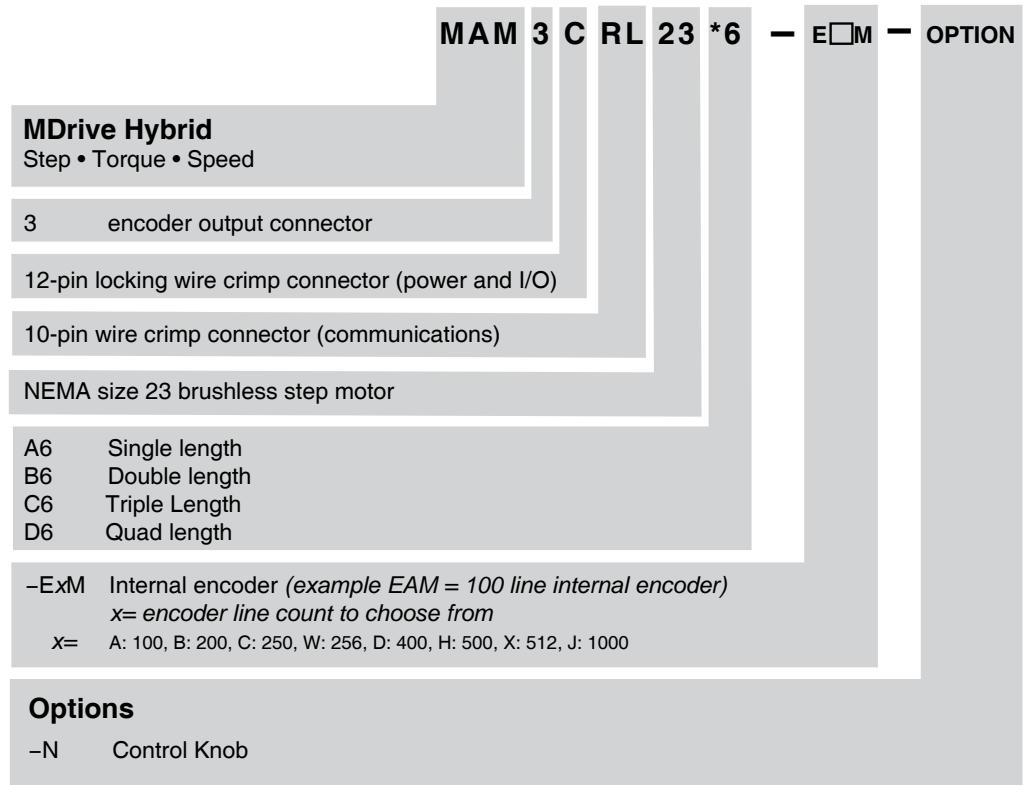 MAM 3 C RL 23 *6 – E□M – OPTION
MDrive Hybrid
Step • Torque • Speed
3 encoder output connector
12-pin locking wire crimp connector (power and I/O)
10-pin wire crimp connector (communications)
NEMA size 23 brushless step motor
A6 Single length
B6 Double length
C6 Triple Length
D6 Quad length
–ExM Internal encoder (example EAM = 100 line internal encoder)
x= encoder line count to choose from
x= A: 100, B: 200, C: 250, W: 256, D: 400, H: 500, X: 512, J: 1000
Options
–N Control Knob